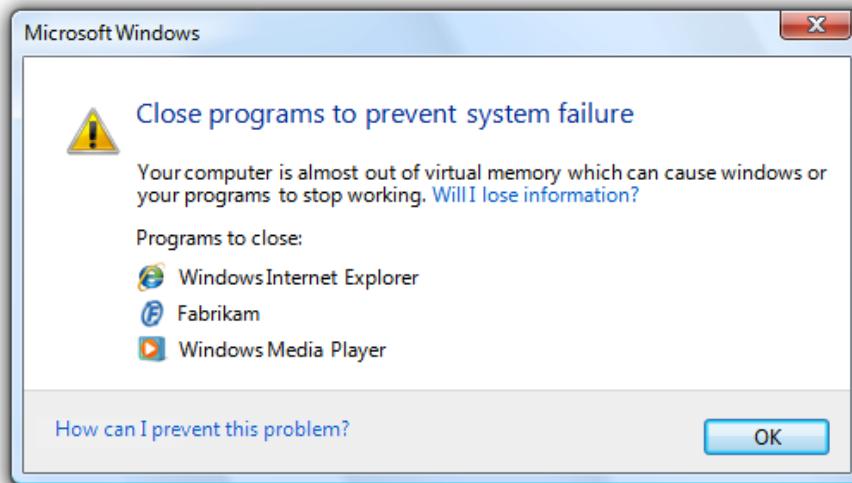 Microsoft Windows
Close programs to prevent system failure
Your computer is almost out of virtual memory which can cause windows or
your programs to stop working. Will I lose information?
Programs to close:
Windows Internet Explorer
Fabrikam
Windows Media Player
How can I prevent this problem?
OK